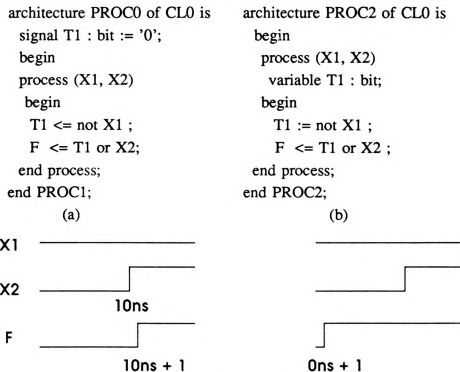 architecture PROC0 of CL0 is
signal T1 : bit := '0';
begin
process (X1, X2)
begin
T1 <= not X1 ;
F <= T1 or X2;
end process;
end PROC1;
(a)
architecture PROC2 of CL0 is
begin
process (X1, X2)
variable T1 : bit;
begin
T1 := not X1 ;
F <= T1 or X2 ;
end process;
end PROC2;
(b)
X1
X2
10ns
F
10ns + 1
0ns + 1